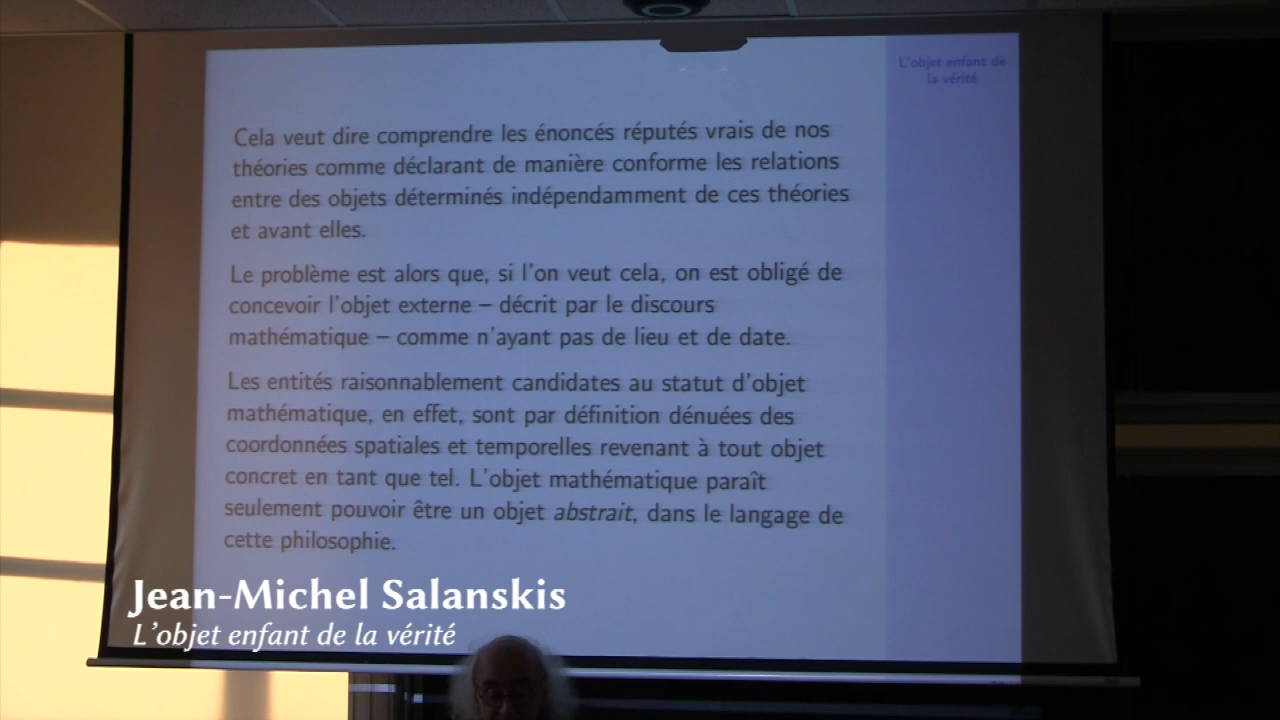 L'objet enfant de
la vérité
Cela veut dire comprendre les énoncés réputés vrais de nos
théories comme déclarant de manière conforme les relations
entre des objets déterminés indépendamment de ces théories
et avant elles.
Le problème est alors que, si l'on veut cela, on est obligé de
concevoir l'objet externe – décrit par le discours
mathématique – comme n'ayant pas de lieu et de date.
Les entités raisonnablement candidates au statut d'objet
mathématique, en effet, sont par définition dénuées des
coordonnées spatiales et temporelles revenant à tout objet
concret en tant que tel. L'objet mathématique paraît
seulement pouvoir être un objet abstrait, dans le langage de
cette philosophie.
Jean-Michel Salanskis
L'objet enfant de la vérité